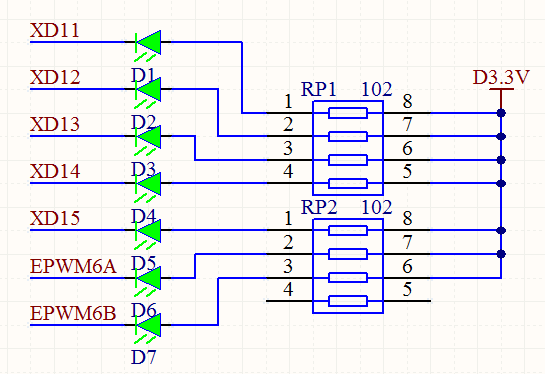 XD11
D1
XD12
D2
XD13
D3
XD14
D4
XD15
D5
EPWM6A
D6
EPWM6B
D7
RP1 102
1 8
2 7
3 6
4 5
RP2 102
1 8
2 7
3 6
4 5
D3.3V